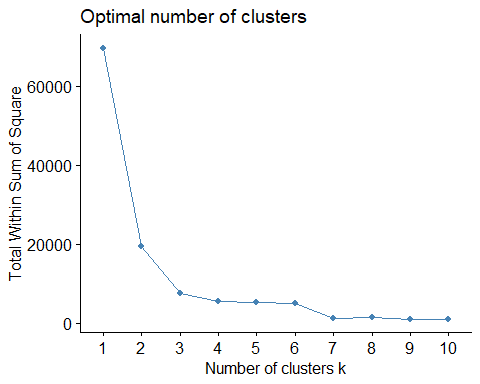 Optimal number of clusters
Total Within Sum of Square
60000
40000
20000
0
1 2 3 4 5 6 7 8 9 10
Number of clusters k